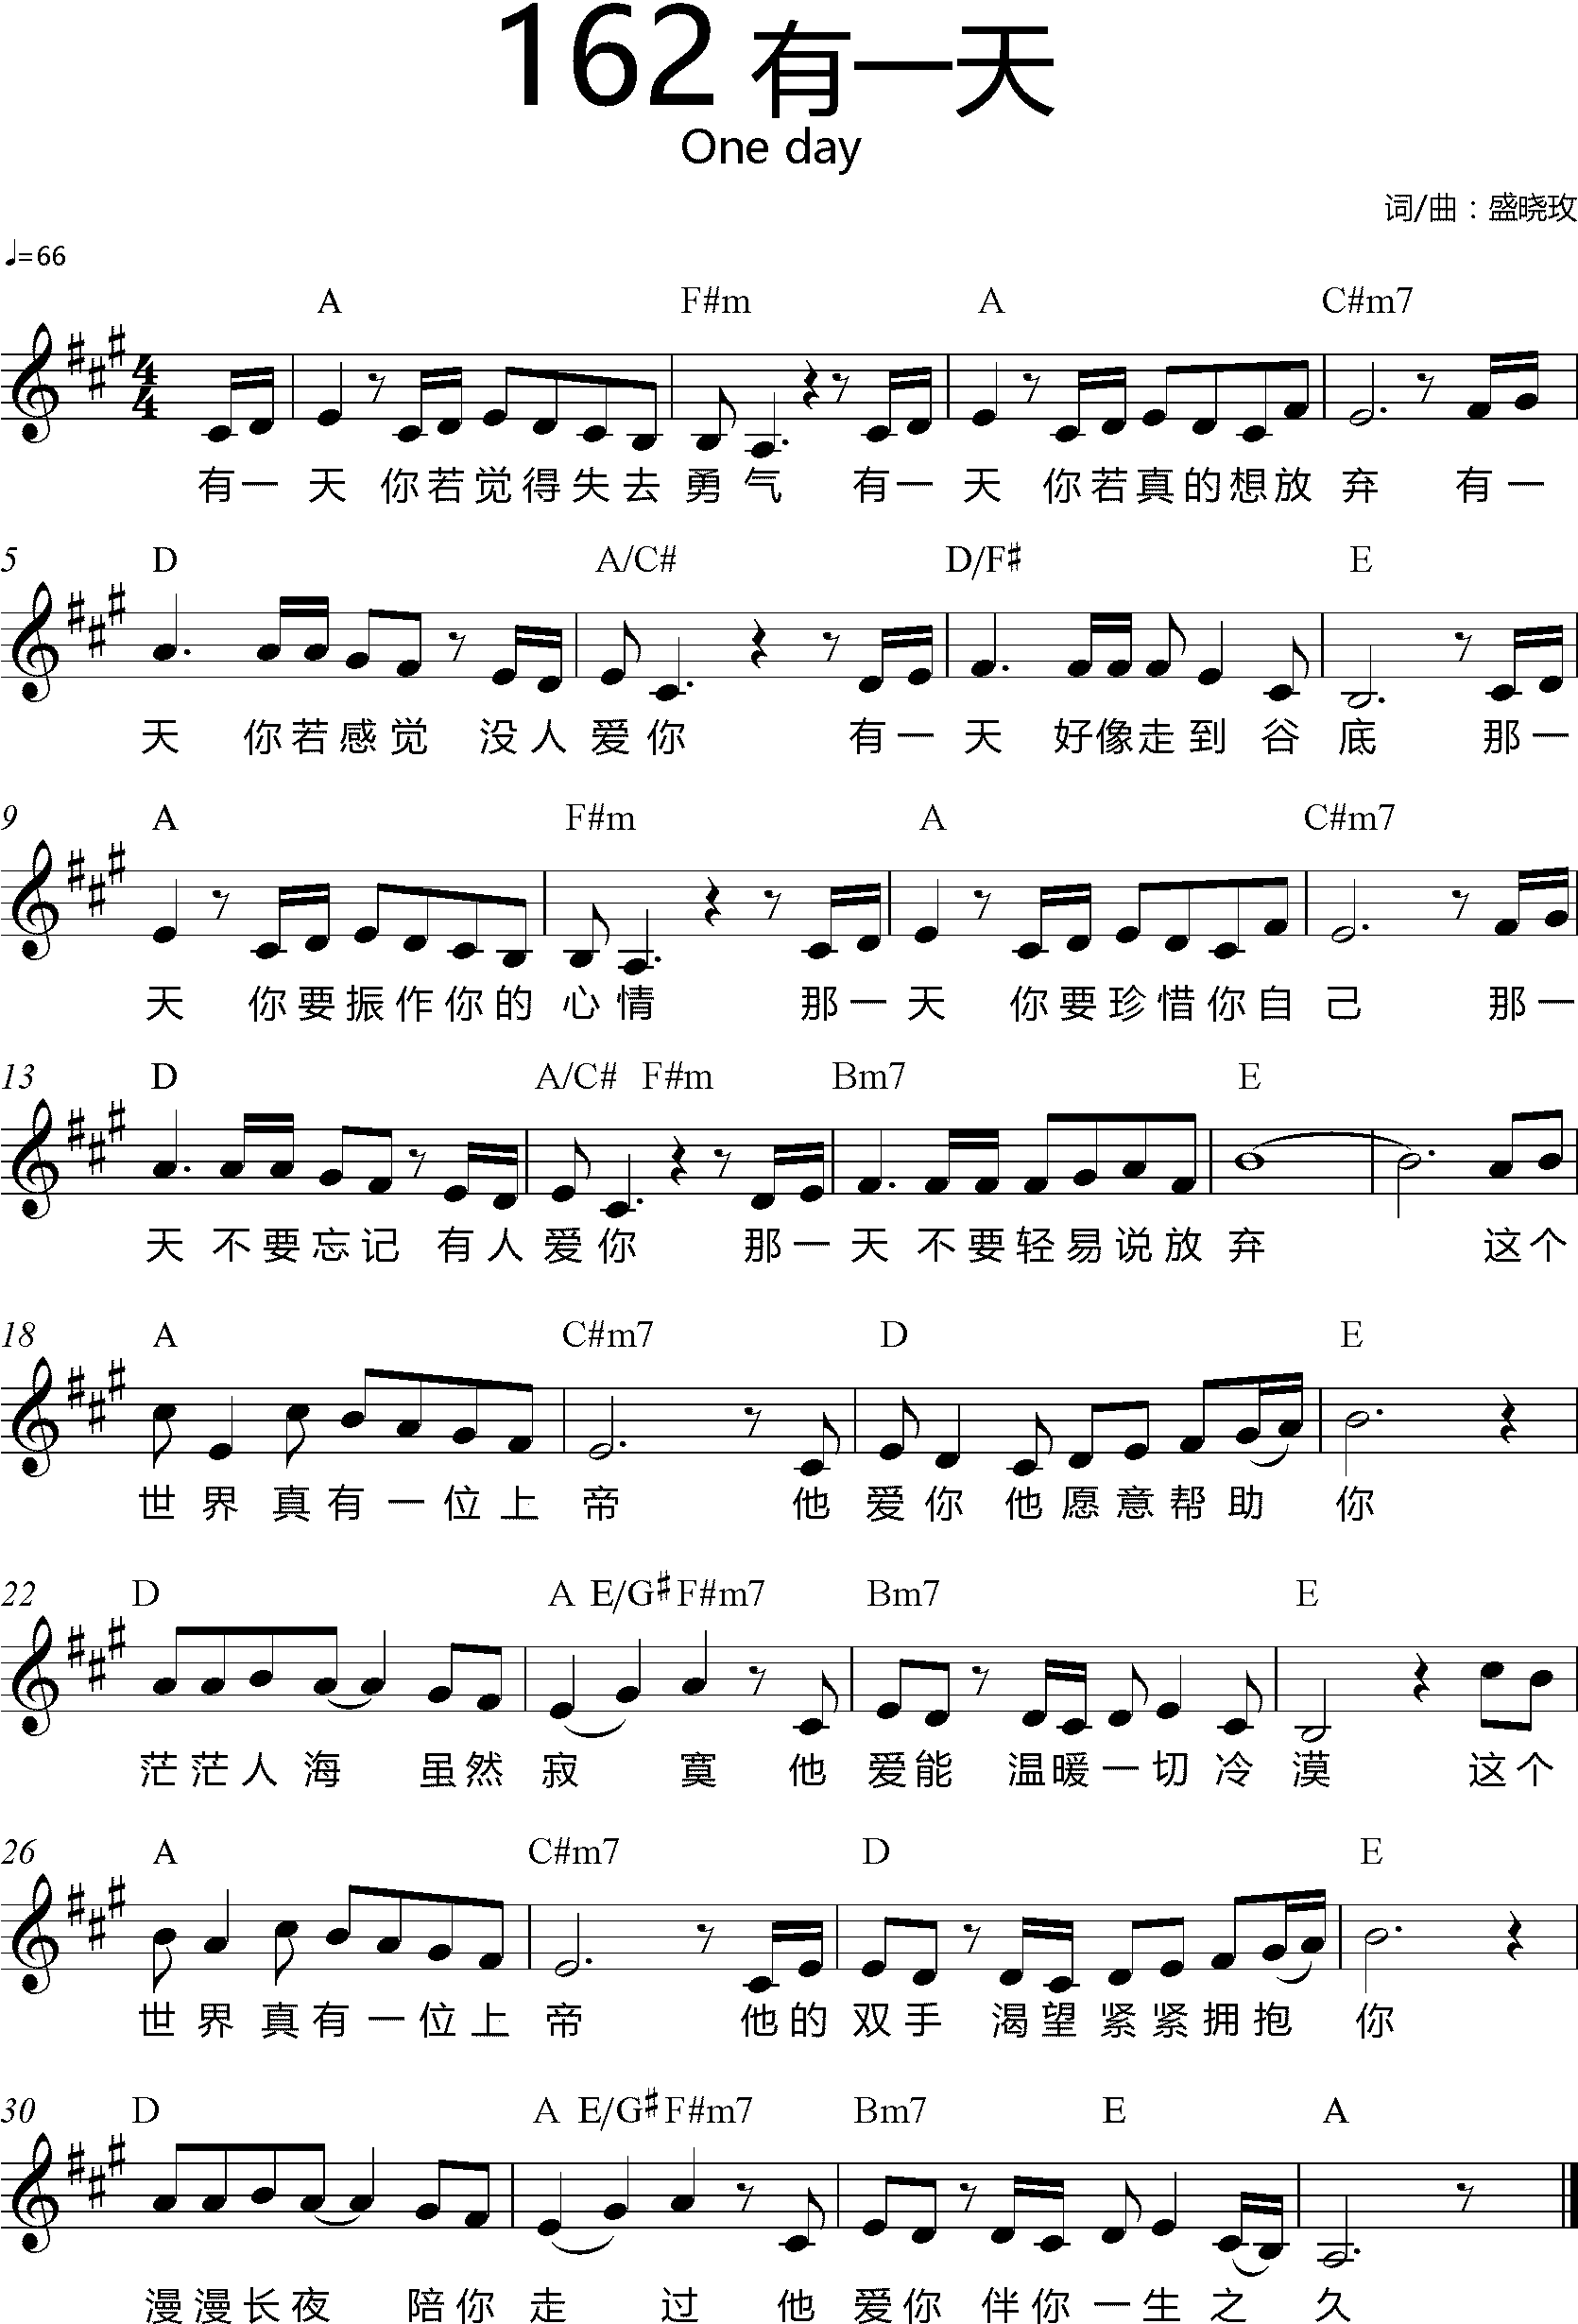 162 有一天
One day
词/曲：盛晓玫
♩=66
A F#m A C#m7
4/4
有一 天 你若觉得失去 勇气 有一 天 你若真的想放 弃 有一
5 D A/C# D/F♯ E
天 你若感觉 没人 爱你 有一 天 好像走到谷 底 那一
9 A F#m A C#m7
天 你要振作你的 心情 那一 天 你要珍惜你自 己 那一
13 D A/C# F#m Bm7 E
天 不要忘记 有人 爱你 那一 天 不要轻易说放 弃 这个
18 A C#m7 D E
世界真有一位上 帝 他 爱你他愿意帮助 你
22 D A E/G♯ F#m7 Bm7 E
茫茫人海 虽然 寂 寞 他 爱能 温暖一切冷 漠 这个
26 A C#m7 D E
世界真有一位上 帝 他的 双手 渴望紧紧拥抱 你
30 D A E/G♯ F#m7 Bm7 E A
漫漫长夜 陪你 走 过 他 爱你 伴你一生之 久